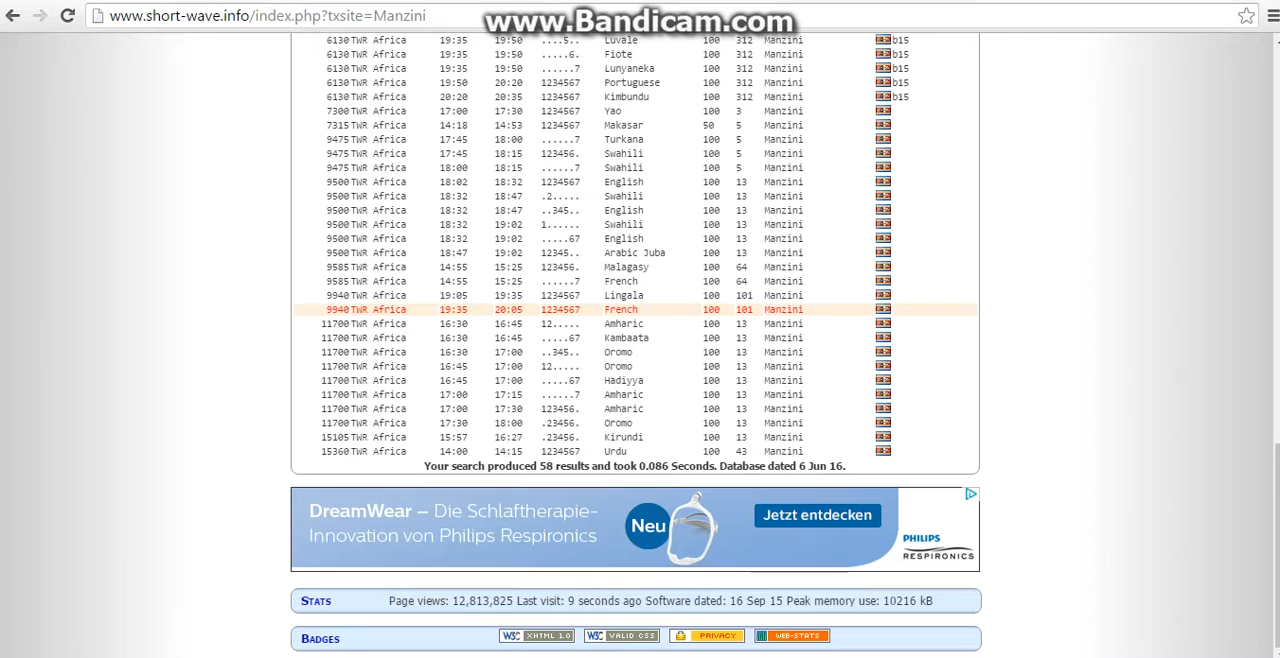 www.short-wave.info/index.php?txsite=Manzini
www.Bandicam.com
6130 TWR Africa 19:35 19:50 ....5.. Luvale 100 312 Manzini b15
6130 TWR Africa 19:35 19:50 .....6. Fiote 100 312 Manzini b15
6130 TWR Africa 19:35 19:50 ......7 Lunyaneka 100 312 Manzini b15
6130 TWR Africa 19:50 20:20 1234567 Portuguese 100 312 Manzini b15
6130 TWR Africa 20:20 20:35 1234567 Kimbundu 100 312 Manzini b15
7300 TWR Africa 17:00 17:30 1234567 Yao 100 3 Manzini
7315 TWR Africa 14:18 14:53 1234567 Makasar 50 5 Manzini
9475 TWR Africa 17:45 18:00 ......7 Turkana 100 5 Manzini
9475 TWR Africa 17:45 18:15 123456. Swahili 100 5 Manzini
9475 TWR Africa 18:00 18:15 ......7 Swahili 100 5 Manzini
9500 TWR Africa 18:02 18:32 1234567 English 100 13 Manzini
9500 TWR Africa 18:32 18:47 .2..... Swahili 100 13 Manzini
9500 TWR Africa 18:32 18:47 ..345.. English 100 13 Manzini
9500 TWR Africa 18:32 19:02 1...... Swahili 100 13 Manzini
9500 TWR Africa 18:32 19:02 .....67 English 100 13 Manzini
9500 TWR Africa 18:47 19:02 12345.. Arabic Juba 100 13 Manzini
9585 TWR Africa 14:55 15:25 123456. Malagasy 100 64 Manzini
9585 TWR Africa 14:55 15:25 ......7 French 100 64 Manzini
9940 TWR Africa 19:05 19:35 1234567 Lingala 100 101 Manzini
9940 TWR Africa 19:35 20:05 1234567 French 100 101 Manzini
11700 TWR Africa 16:30 16:45 12..... Amharic 100 13 Manzini
11700 TWR Africa 16:30 16:45 .....67 Kambaata 100 13 Manzini
11700 TWR Africa 16:30 17:00 ..345.. Oromo 100 13 Manzini
11700 TWR Africa 16:45 17:00 12..... Oromo 100 13 Manzini
11700 TWR Africa 16:45 17:00 .....67 Hadiyya 100 13 Manzini
11700 TWR Africa 17:00 17:15 ......7 Amharic 100 13 Manzini
11700 TWR Africa 17:00 17:30 123456. Amharic 100 13 Manzini
11700 TWR Africa 17:30 18:00 .23456. Oromo 100 13 Manzini
15105 TWR Africa 15:57 16:27 .23456. Kirundi 100 13 Manzini
15360 TWR Africa 14:00 14:15 1234567 Urdu 100 43 Manzini
Your search produced 58 results and took 0.086 Seconds. Database dated 6 Jun 16.
DreamWear – Die Schlaftherapie-
Innovation von Philips Respironics
Neu
Jetzt entdecken
PHILIPS
RESPIRONICS
STATS Page views: 12,813,825 Last visit: 9 seconds ago Software dated: 16 Sep 15 Peak memory use: 10216 kB
BADGES W3C XHTML 1.0 W3C VALID CSS PRIVACY WEB-STATS